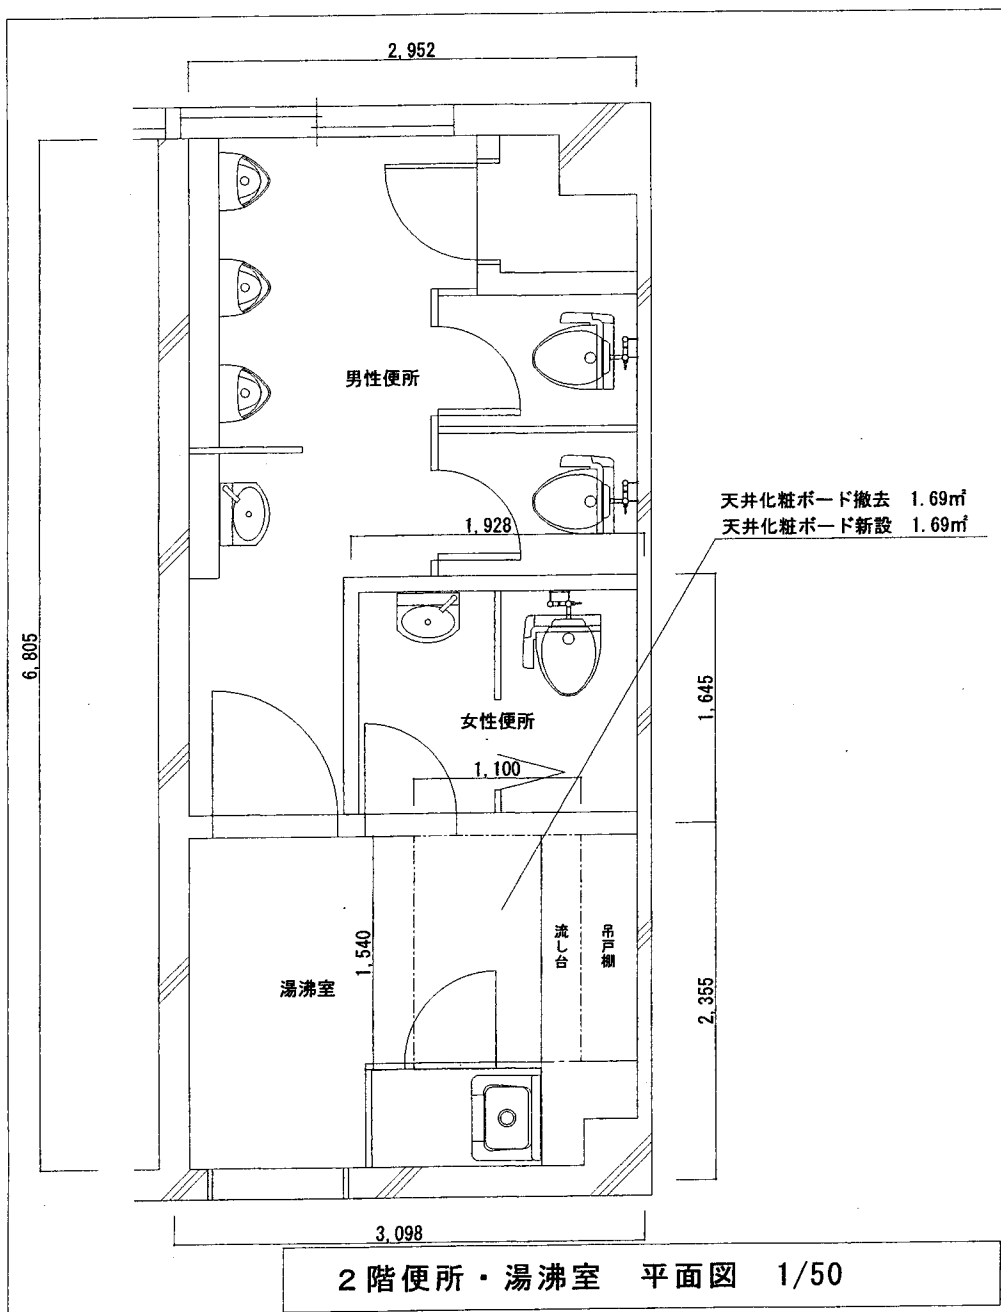 2,952
男性便所
天井化粧ボード撤去 1.69㎡
天井化粧ボード新設 1.69㎡
1,928
6,805
1,645
女性便所
1,100
流し台
吊戸棚
1,540
湯沸室
2,355
3,098
2階便所・湯沸室 平面図 1/50